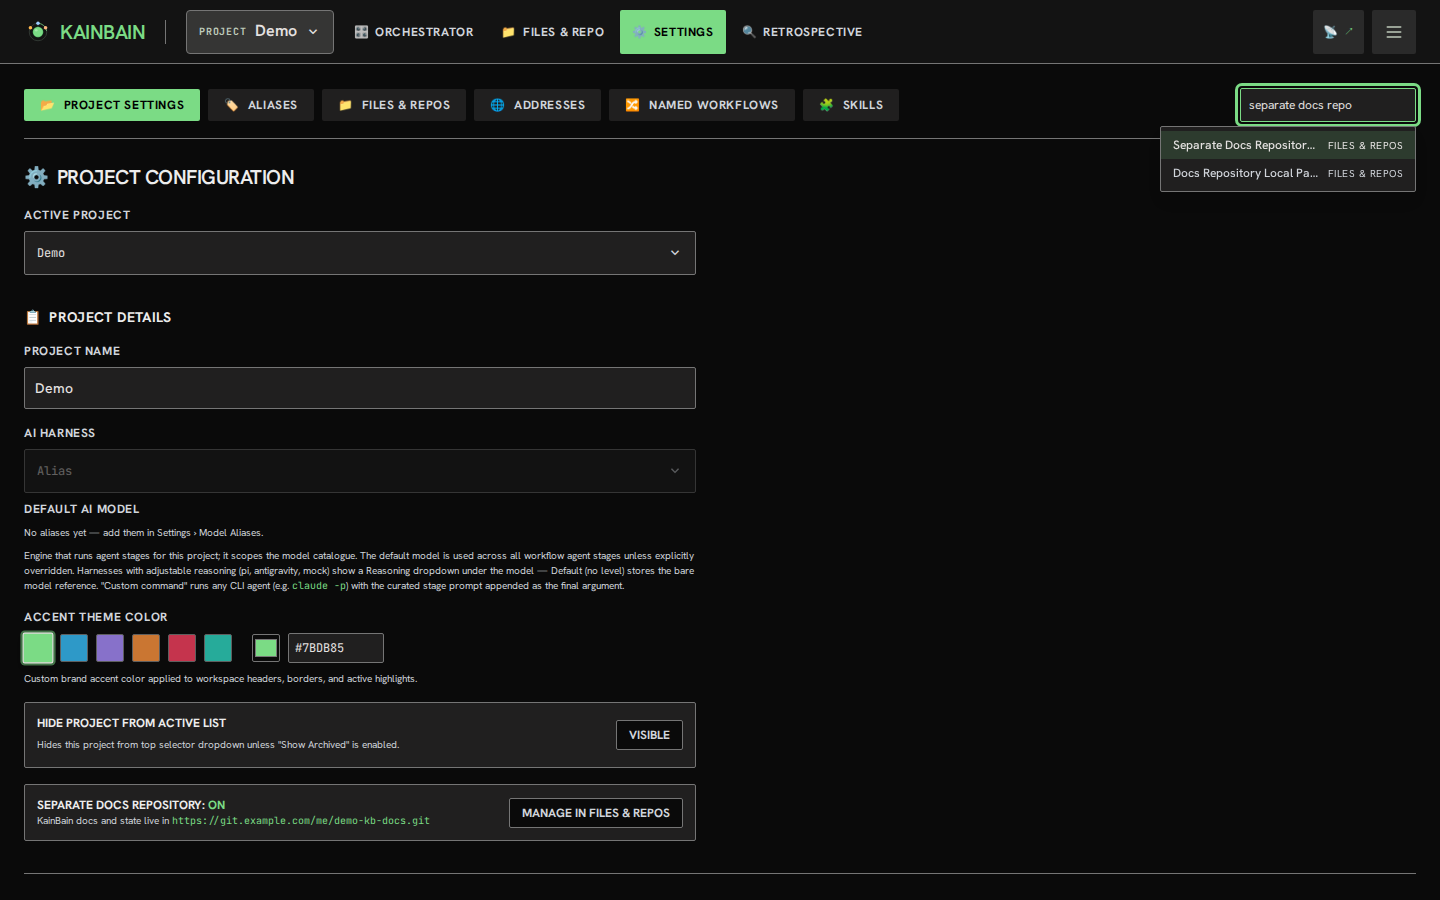 KAINBAIN
PROJECT Demo
ORCHESTRATOR
FILES & REPO
SETTINGS
RETROSPECTIVE
PROJECT SETTINGS
ALIASES
FILES & REPOS
ADDRESSES
NAMED WORKFLOWS
SKILLS
separate docs repo
Separate Docs Repositor... FILES & REPOS
Docs Repository Local Pa... FILES & REPOS
PROJECT CONFIGURATION
ACTIVE PROJECT
Demo
PROJECT DETAILS
PROJECT NAME
Demo
AI HARNESS
Alias
DEFAULT AI MODEL
No aliases yet — add them in Settings › Model Aliases.
Engine that runs agent stages for this project; it scopes the model catalogue. The default model is used across all workflow agent stages unless explicitly
overridden. Harnesses with adjustable reasoning (pi, antigravity, mock) show a Reasoning dropdown under the model — Default (no level) stores the bare
model reference. "Custom command" runs any CLI agent (e.g. claude -p) with the curated stage prompt appended as the final argument.
ACCENT THEME COLOR
#7BDB85
Custom brand accent color applied to workspace headers, borders, and active highlights.
HIDE PROJECT FROM ACTIVE LIST
Hides this project from top selector dropdown unless "Show Archived" is enabled.
VISIBLE
SEPARATE DOCS REPOSITORY: ON
KainBain docs and state live in https://git.example.com/me/demo-kb-docs.git
MANAGE IN FILES & REPOS